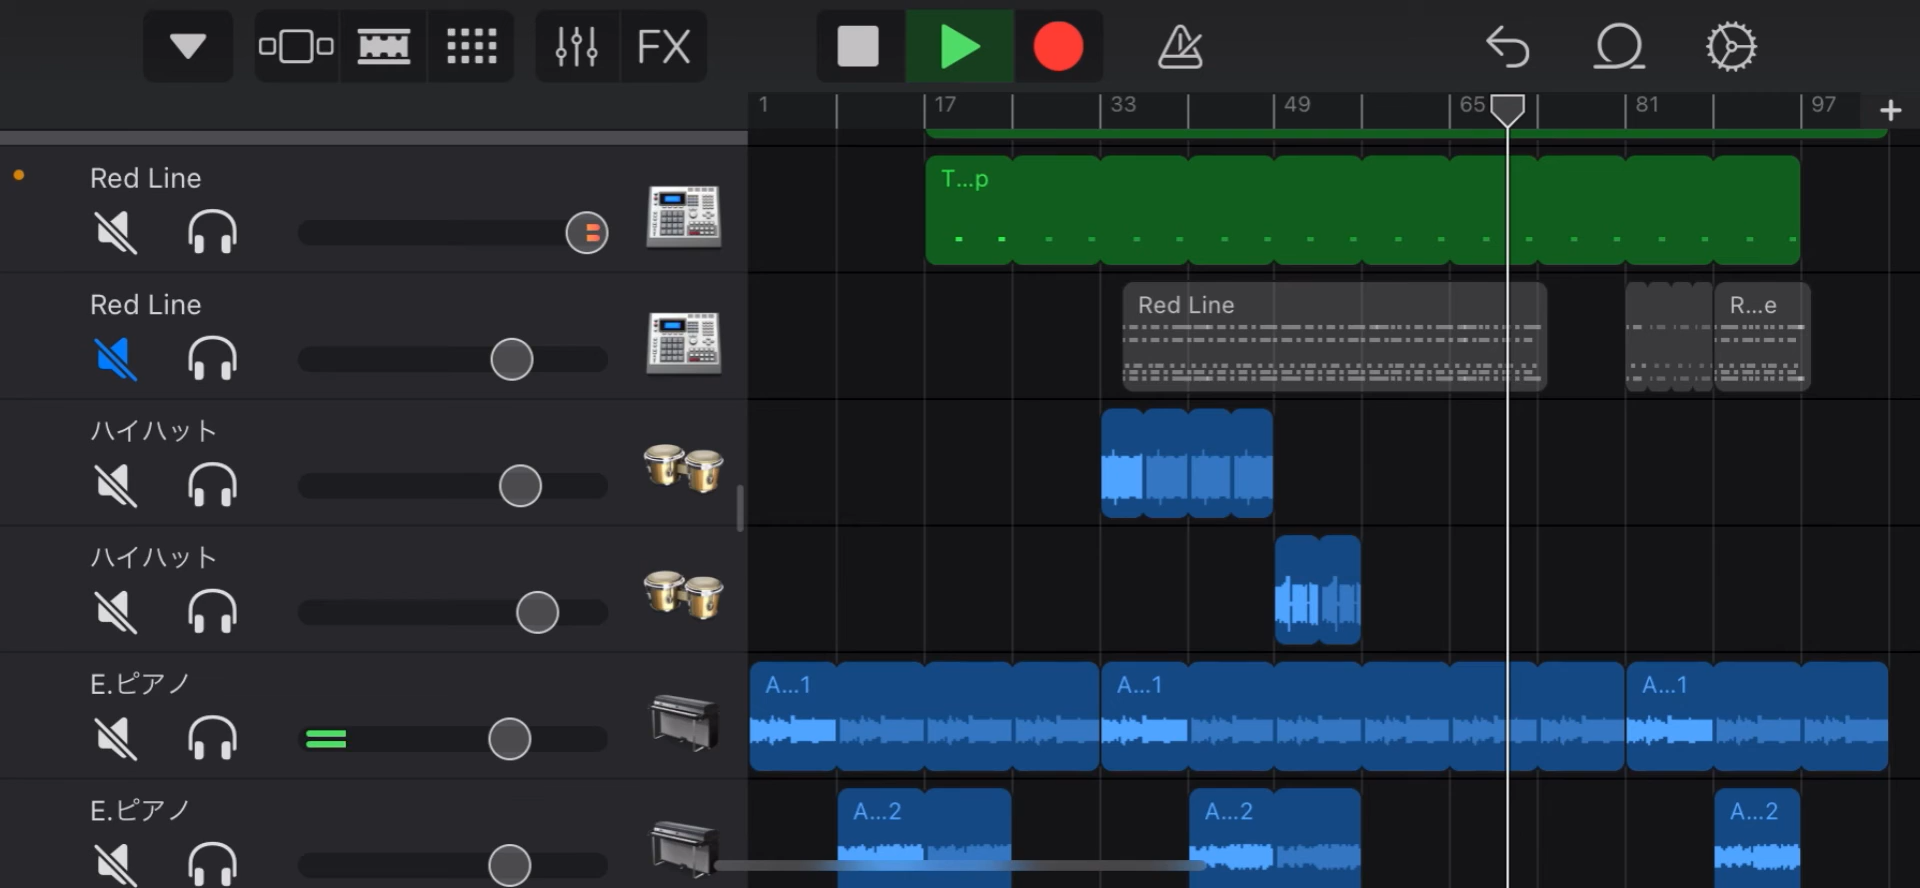 FX
1 17 33 49 65 81 97 +
Red Line
T...p
Red Line
Red Line
R...e
ハイハット
ハイハット
E.ピアノ
A...1
A...1
A...1
E.ピアノ
A...2
A...2
A...2